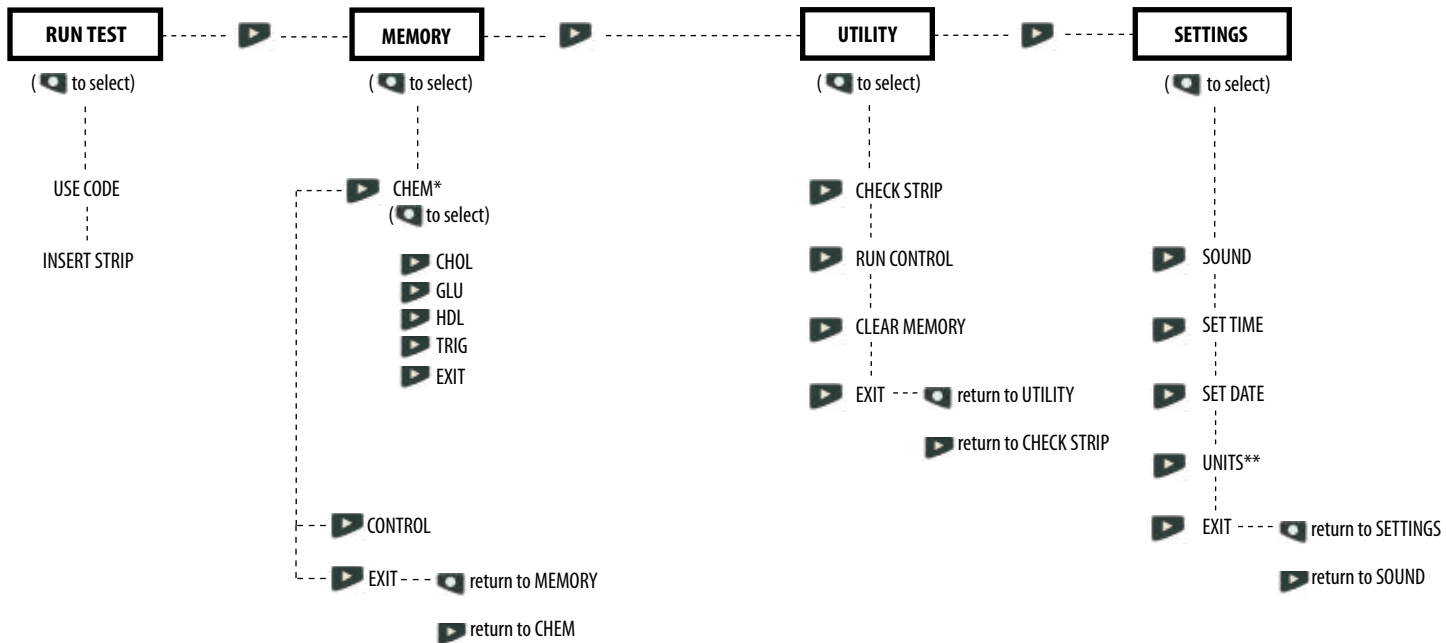 RUN TEST
( to select)
USE CODE
INSERT STRIP
MEMORY
( to select)
CHEM*
( to select)
CHOL
GLU
HDL
TRIG
EXIT
CONTROL
EXIT
return to MEMORY
return to CHEM
UTILITY
( to select)
CHECK STRIP
RUN CONTROL
CLEAR MEMORY
EXIT
return to UTILITY
return to CHECK STRIP
SETTINGS
( to select)
SOUND
SET TIME
SET DATE
UNITS**
EXIT
return to SETTINGS
return to SOUND